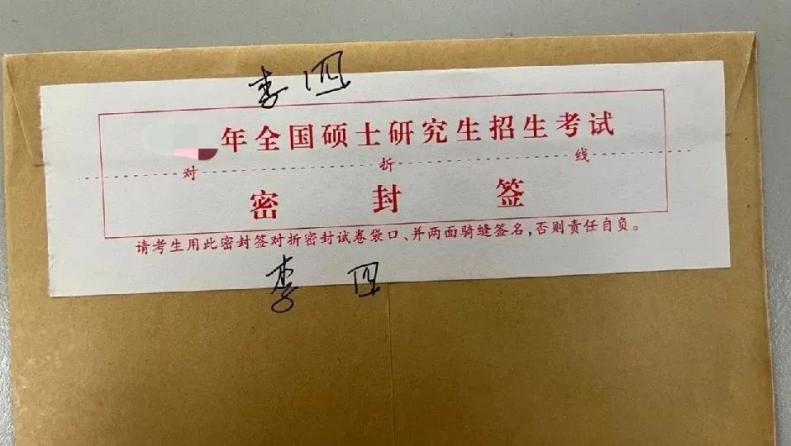 李四
年全国硕士研究生招生考试
对 折 线
密封签
请考生用此密封签对折密封试卷袋口、并两面骑缝签名,否则责任自负。
李四